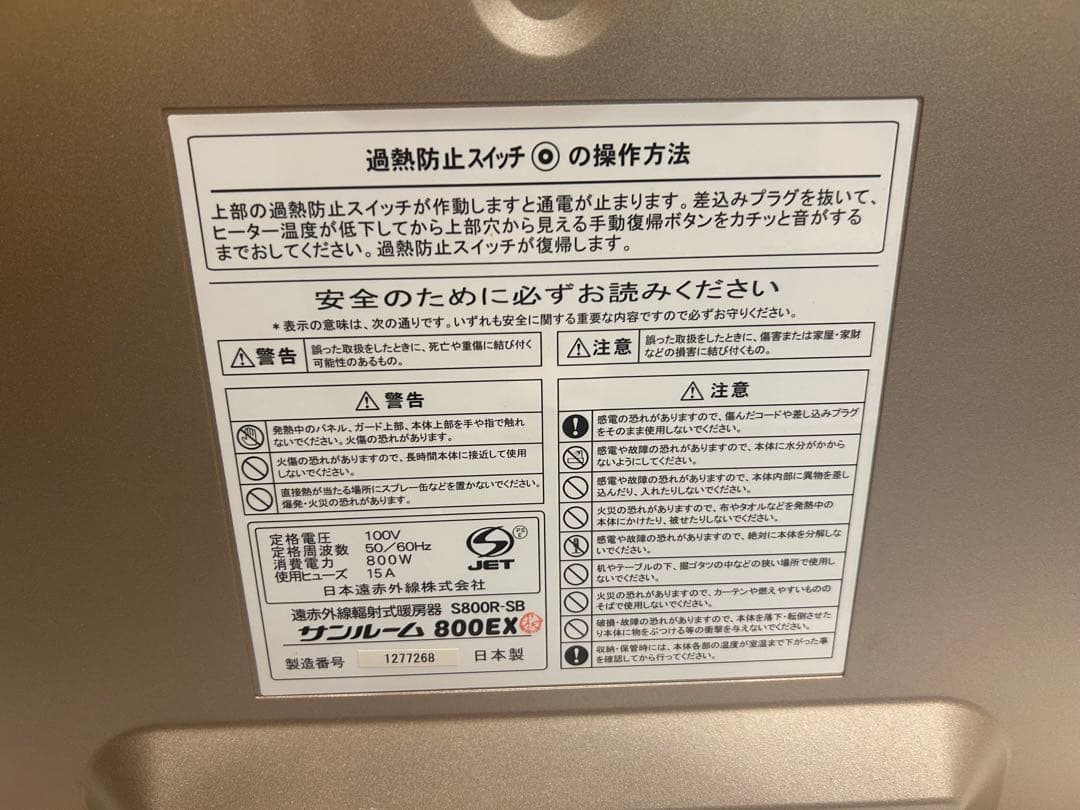 過熱防止スイッチ◉の操作方法
上部の過熱防止スイッチが作動しますと通電が止まります。差込みプラグを抜いて、
ヒーター温度が低下してから上部穴から見える手動復帰ボタンをカチッと音がする
までおしてください。過熱防止スイッチが復帰します。
安全のために必ずお読みください
*表示の意味は、次の通りです。いずれも安全に関する重要な内容ですので必ずお守りください。
⚠警告
誤った取扱をしたときに、死亡や重傷に結び付く
可能性のあるもの。
⚠注意
誤った取扱をしたときに、傷害または家屋・家財
などの損害に結び付くもの。
⚠警告
発熱中のパネル、ガード上部、本体上部を手や指で触れ
ないでください。火傷の恐れがあります。
火傷の恐れがありますので、長時間本体に接近して使用
しないでください。
直接熱が当たる場所にスプレー缶などを置かないでください。
爆発・火災の恐れがあります。
定格電圧 100V
定格周波数 50/60Hz
消費電力 800W
使用ヒューズ 15A
JET
PS
E
日本遠赤外線株式会社
遠赤外線輻射式暖房器 S800R-SB
サンルーム 800EX
製造番号 1277268 日本製
⚠注意
感電の恐れがありますので、傷んだコードや差し込みプラグ
をそのまま使用しないでください。
感電や故障の恐れがありますので、本体に水分がかから
ないようにしてください。
感電や故障の恐れがありますので、本体内部に異物を差し
込んだり、入れたりしないでください。
火災の恐れがありますので、布やタオルなどを発熱中の
本体にかけたり、被せたりしないでください。
感電や故障の恐れがありますので、絶対に本体を分解しな
いでください。
机やテーブルの下、掘ゴタツの中などの狭い場所で使用し
ないでください。
火災の恐れがありますので、カーテンや燃えやすいものの
そばで使用しないでください。
破損・故障の恐れがありますので、本体を落下・転倒させた
り本体に物をぶつける等の衝撃を与えないでください。
収納・保管時には、本体各部の温度が室温まで下がった事
を確認してから行ってください。